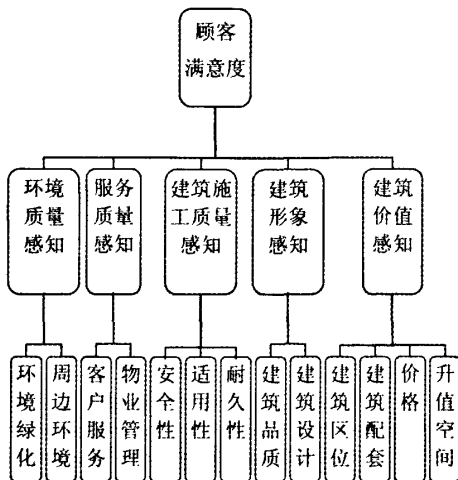 顾客
满意度
环境
质量
感知
服务
质量
感知
建筑施
工质量
感知
建筑
形象
感知
建筑
价值
感知
环境绿化
周边环境
客户服务
物业管理
安全性
适用性
耐久性
建筑品质
建筑设计
建筑区位
建筑配套
价格
升值空间